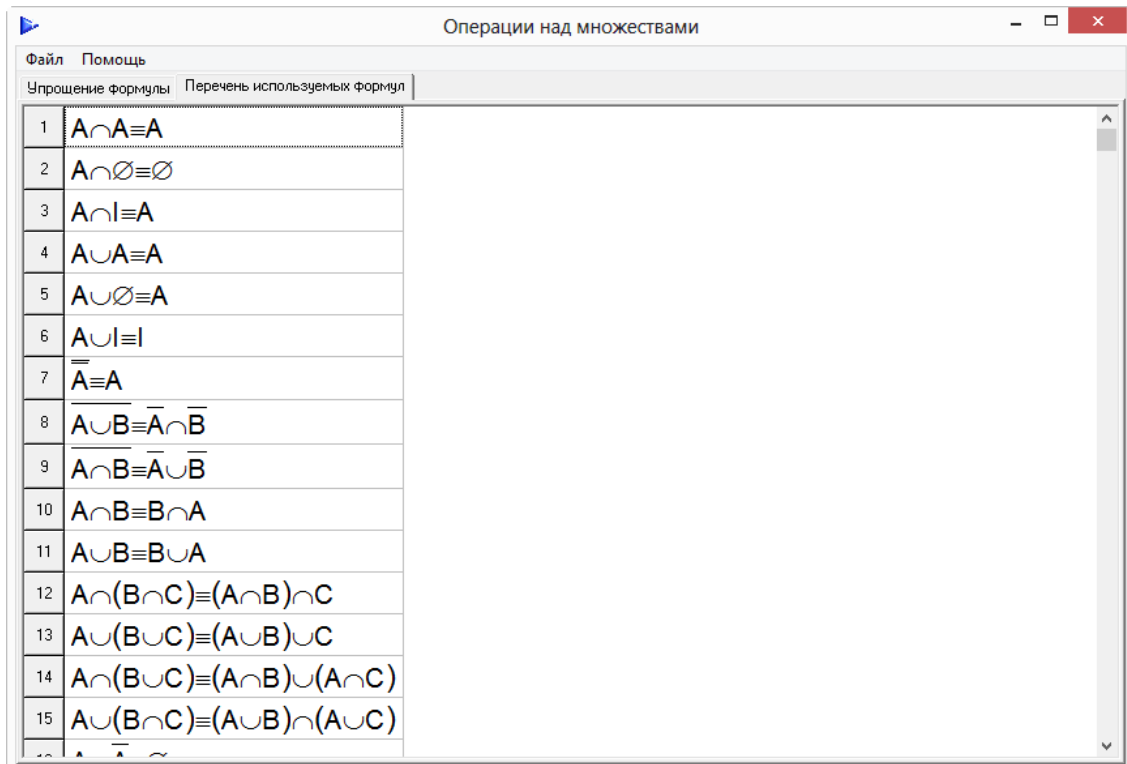 Операции над множествами
Файл Помощь
Упрощение формулы Перечень используемых формул
1 A∩A≡A
2 A∩∅≡∅
3 A∩I≡A
4 A∪A≡A
5 A∪∅≡A
6 A∪I≡I
7 A̿≡A
8 A̅∪̅B̅≡A̅∩B̅
9 A̅∩̅B̅≡A̅∪B̅
10 A∩B≡B∩A
11 A∪B≡B∪A
12 A∩(B∩C)≡(A∩B)∩C
13 A∪(B∪C)≡(A∪B)∪C
14 A∩(B∪C)≡(A∩B)∪(A∩C)
15 A∪(B∩C)≡(A∪B)∩(A∪C)